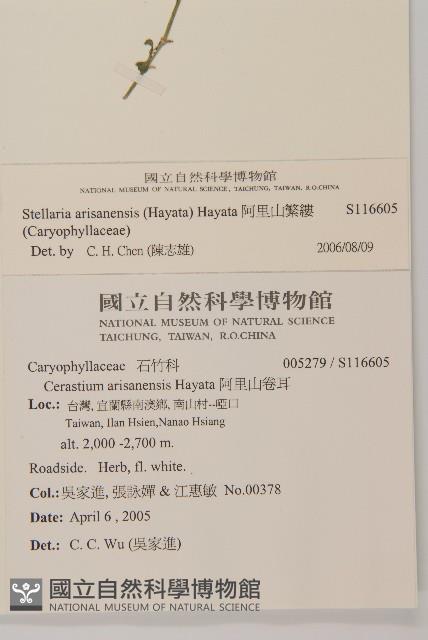 國立自然科學博物館
NATIONAL MUSEUM OF NATURAL SCIENCE, TAICHUNG, TAIWAN, R.O.CHINA
Stellaria arisanensis (Hayata) Hayata 阿里山繁縷 S116605
(Caryophyllaceae)
Det. by C. H. Chen (陳志雄) 2006/08/09
國立自然科學博物館
NATIONAL MUSEUM OF NATURAL SCIENCE
TAICHUNG, TAIWAN, R.O.CHINA
Caryophyllaceae 石竹科 005279 / S116605
Cerastium arisanensis Hayata 阿里山卷耳
Loc.: 台灣, 宜蘭縣南澳鄉, 南山村--啞口
Taiwan, Ilan Hsien,Nanao Hsiang
alt. 2,000 -2,700 m.
Roadside. Herb, fl. white.
Col.: 吳家進, 張詠嬋 & 江惠敏 No.00378
Date: April 6 , 2005
Det.: C. C. Wu (吳家進)
國立自然科學博物館
NATIONAL MUSEUM OF NATURAL SCIENCE